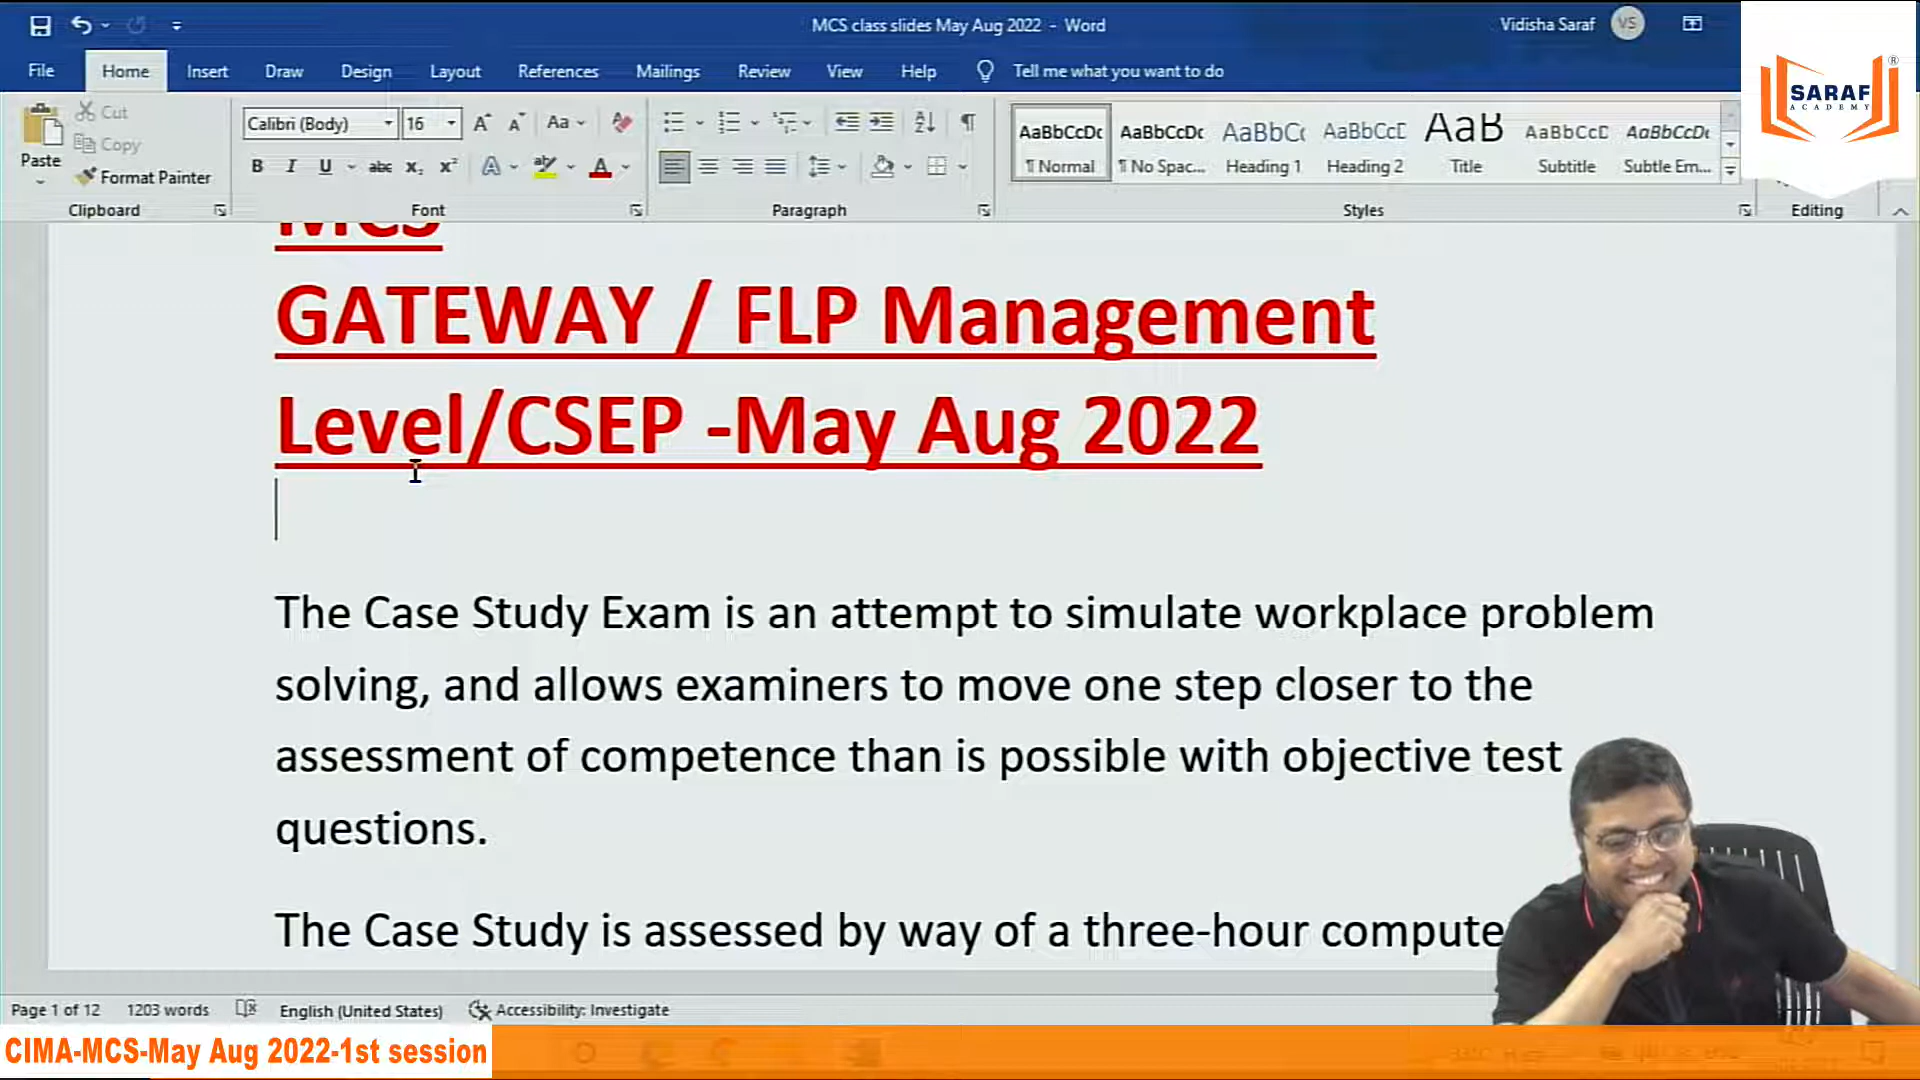 MCS class slides May Aug 2022 - Word
Vidisha Saraf
VS
File
Home
Insert
Draw
Design
Layout
References
Mailings
Review
View
Help
Tell me what you want to do
SARAF
ACADEMY
®
Paste
Cut
Copy
Format Painter
Clipboard
Calibri (Body)
16
Aa
B I U abc x₂ x² A ab A
Font
Paragraph
AaBbCcDc
¶ Normal
AaBbCcDc
¶ No Spac...
AaBbC
Heading 1
AaBbCcD
Heading 2
AaB
Title
AaBbCcD
Subtitle
AaBbCcDc
Subtle Em...
Styles
Editing
MCS
GATEWAY / FLP Management
Level/CSEP -May Aug 2022
The Case Study Exam is an attempt to simulate workplace problem
solving, and allows examiners to move one step closer to the
assessment of competence than is possible with objective test
questions.
The Case Study is assessed by way of a three-hour compute
Page 1 of 12
1203 words
English (United States)
Accessibility: Investigate
CIMA-MCS-May Aug 2022-1st session